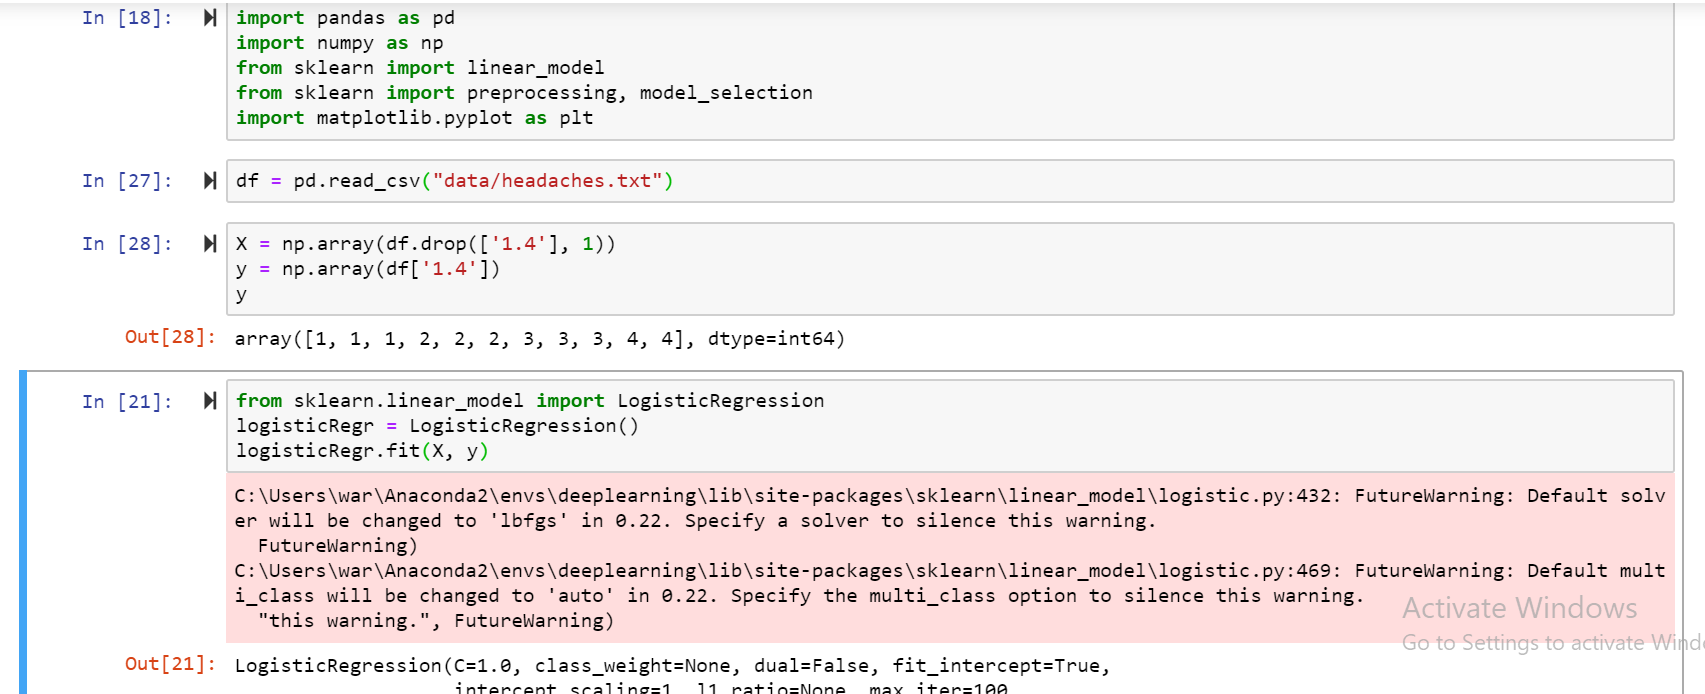 In [18]:
import pandas as pd
import numpy as np
from sklearn import linear_model
from sklearn import preprocessing, model_selection
import matplotlib.pyplot as plt
In [27]:
df = pd.read_csv("data/headaches.txt")
In [28]:
X = np.array(df.drop(['1.4'], 1))
y = np.array(df['1.4'])
y
Out[28]:
array([1, 1, 1, 2, 2, 2, 3, 3, 3, 4, 4], dtype=int64)
In [21]:
from sklearn.linear_model import LogisticRegression
logisticRegr = LogisticRegression()
logisticRegr.fit(X, y)
C:\Users\war\Anaconda2\envs\deeplearning\lib\site-packages\sklearn\linear_model\logistic.py:432: FutureWarning: Default solv
er will be changed to 'lbfgs' in 0.22. Specify a solver to silence this warning.
  FutureWarning)
C:\Users\war\Anaconda2\envs\deeplearning\lib\site-packages\sklearn\linear_model\logistic.py:469: FutureWarning: Default mult
i_class will be changed to 'auto' in 0.22. Specify the multi_class option to silence this warning.
  "this warning.", FutureWarning)
Activate Windows
Go to Settings to activate Windo
Out[21]:
LogisticRegression(C=1.0, class_weight=None, dual=False, fit_intercept=True,
intercept_scaling=1, l1_ratio=None, max_iter=100,